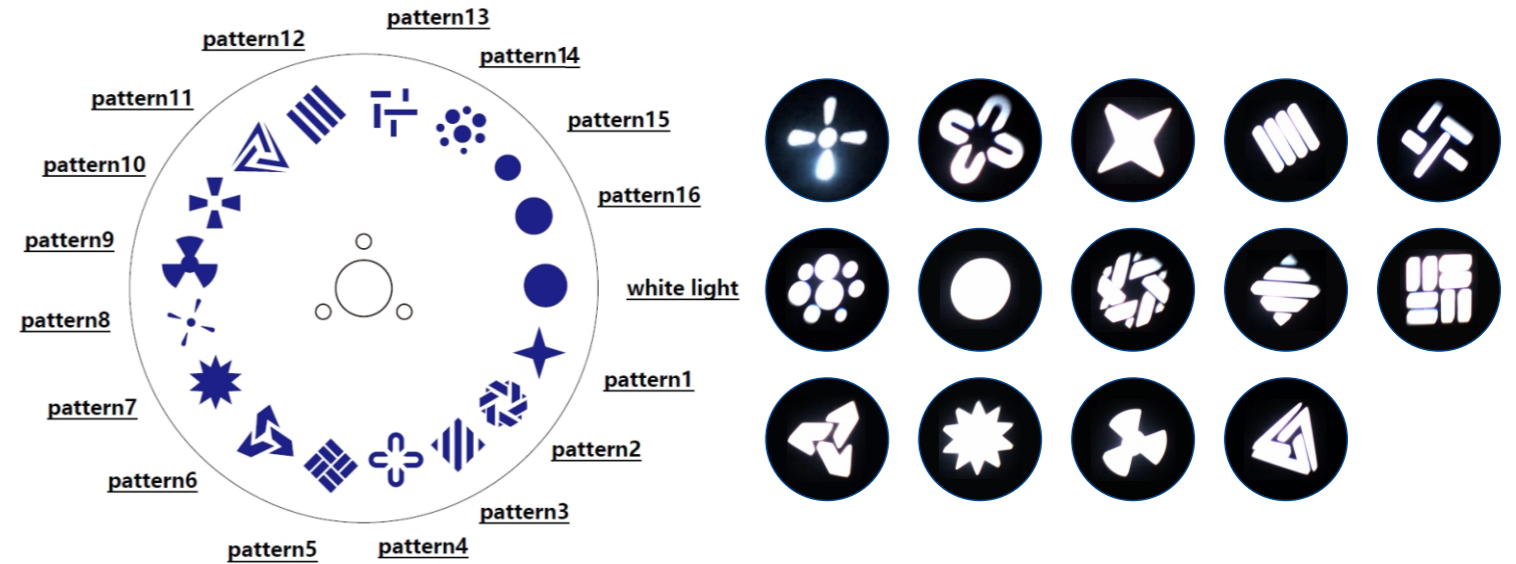 pattern13
pattern12
pattern14
pattern11
pattern15
pattern10
pattern16
pattern9
white light
pattern8
pattern1
pattern7
pattern2
pattern6
pattern3
pattern5
pattern4